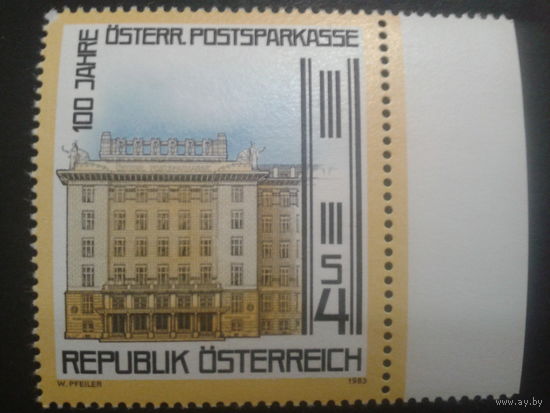 100 JAHRE
ÖSTERR. POSTSPARKASSE
S
4
REPUBLIK ÖSTERREICH
W. PFEILER
1983
www.ay.by